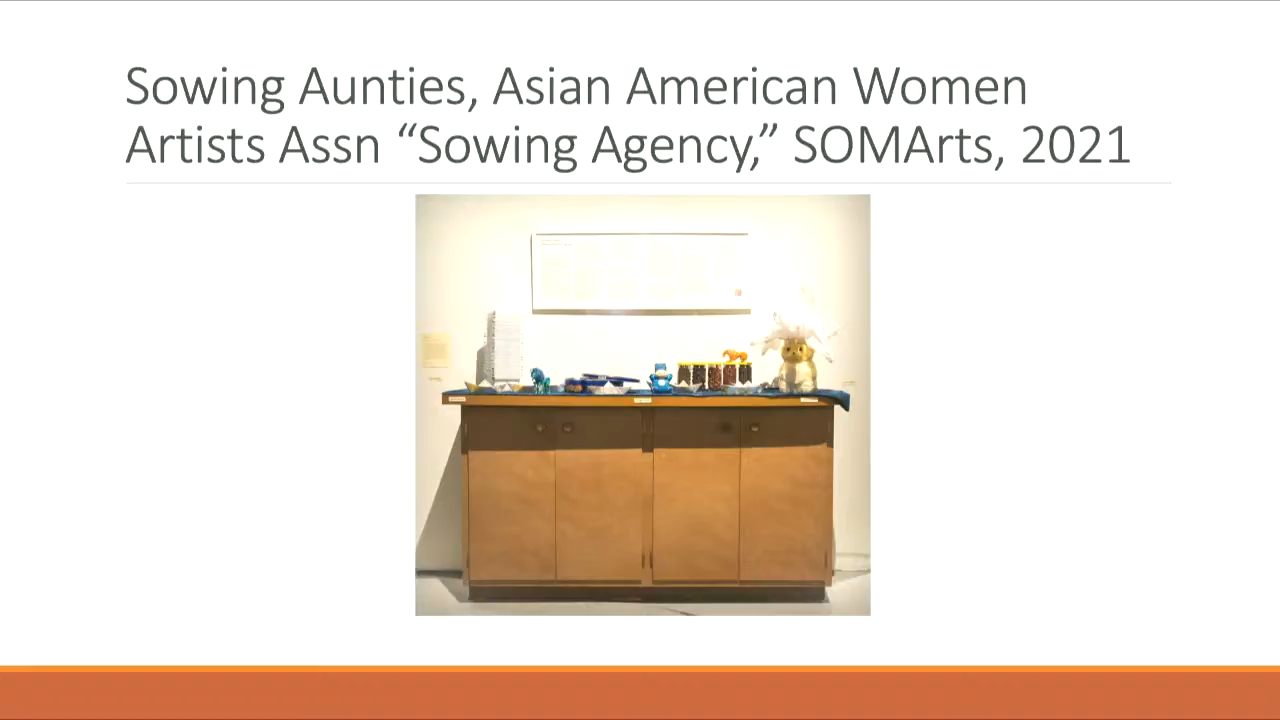 Sowing Aunties, Asian American Women
Artists Assn “Sowing Agency,” SOMArts, 2021